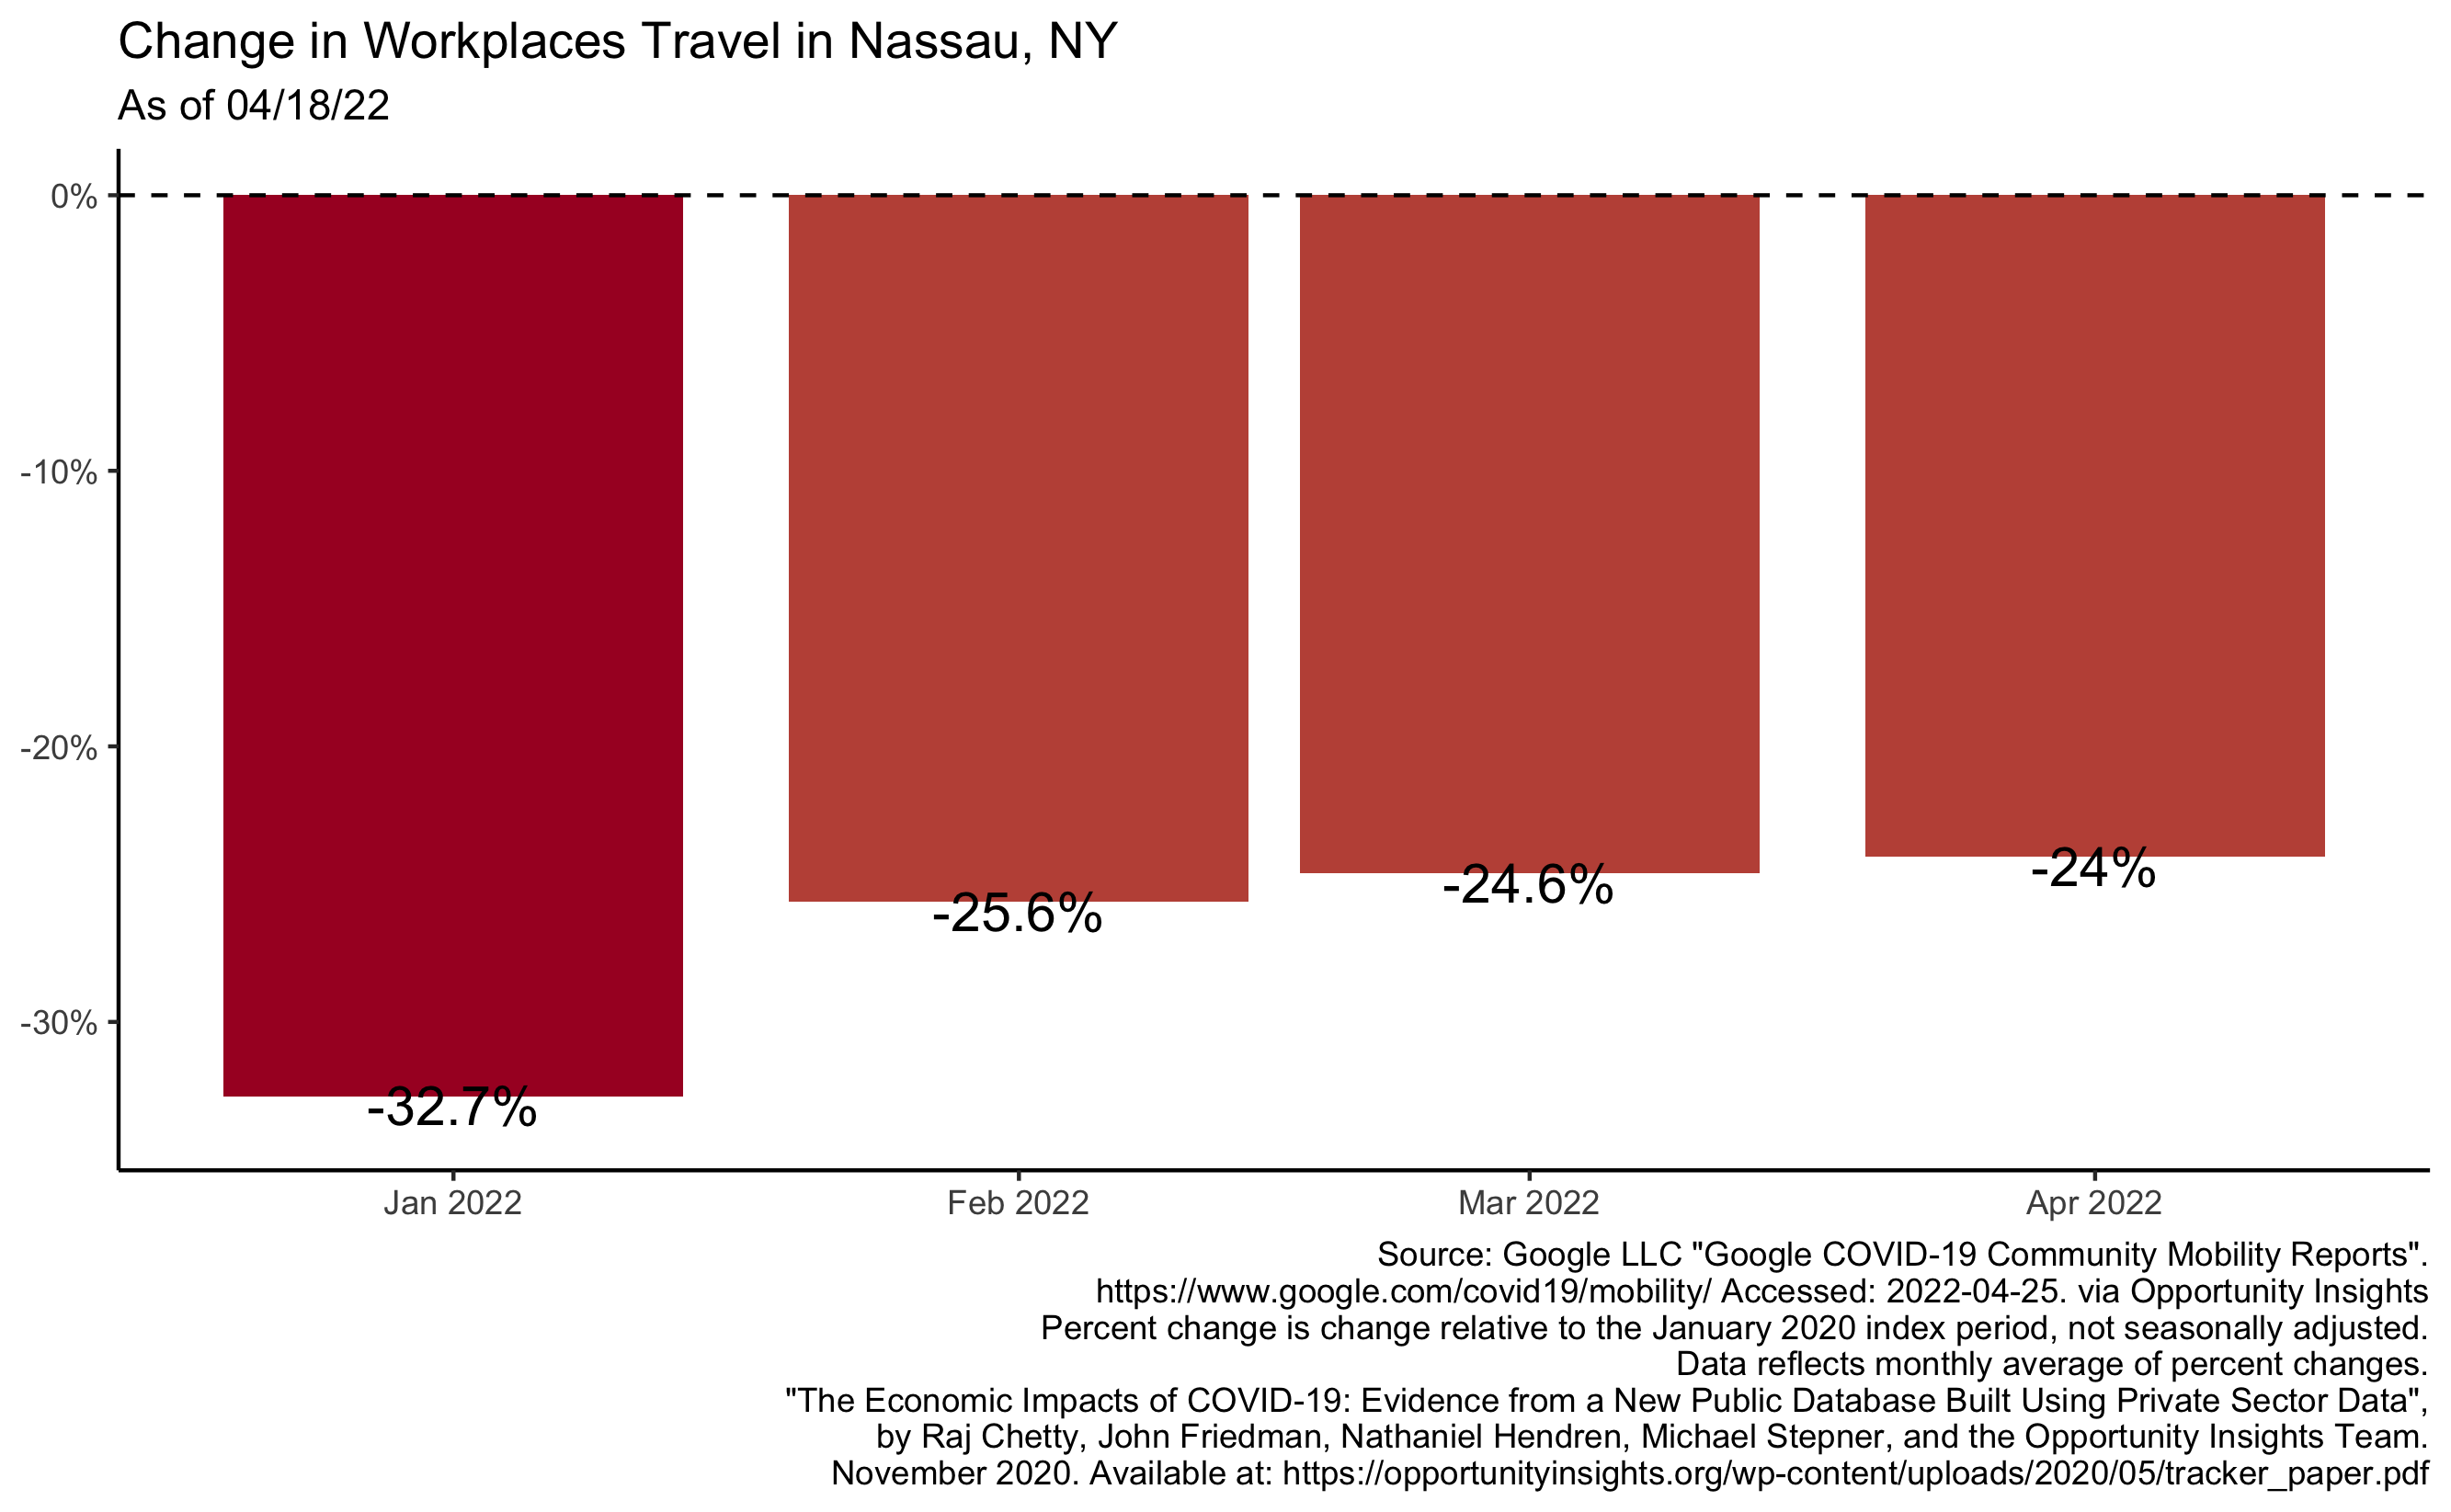 Change in Workplaces Travel in Nassau, NY
As of 04/18/22
0%
-10%
-20%
-30%
-32.7%
-25.6%
-24.6%
-24%
Jan 2022
Feb 2022
Mar 2022
Apr 2022
Source: Google LLC "Google COVID-19 Community Mobility Reports".
https://www.google.com/covid19/mobility/ Accessed: 2022-04-25. via Opportunity Insights
Percent change is change relative to the January 2020 index period, not seasonally adjusted.
Data reflects monthly average of percent changes.
"The Economic Impacts of COVID-19: Evidence from a New Public Database Built Using Private Sector Data",
by Raj Chetty, John Friedman, Nathaniel Hendren, Michael Stepner, and the Opportunity Insights Team.
November 2020. Available at: https://opportunityinsights.org/wp-content/uploads/2020/05/tracker_paper.pdf